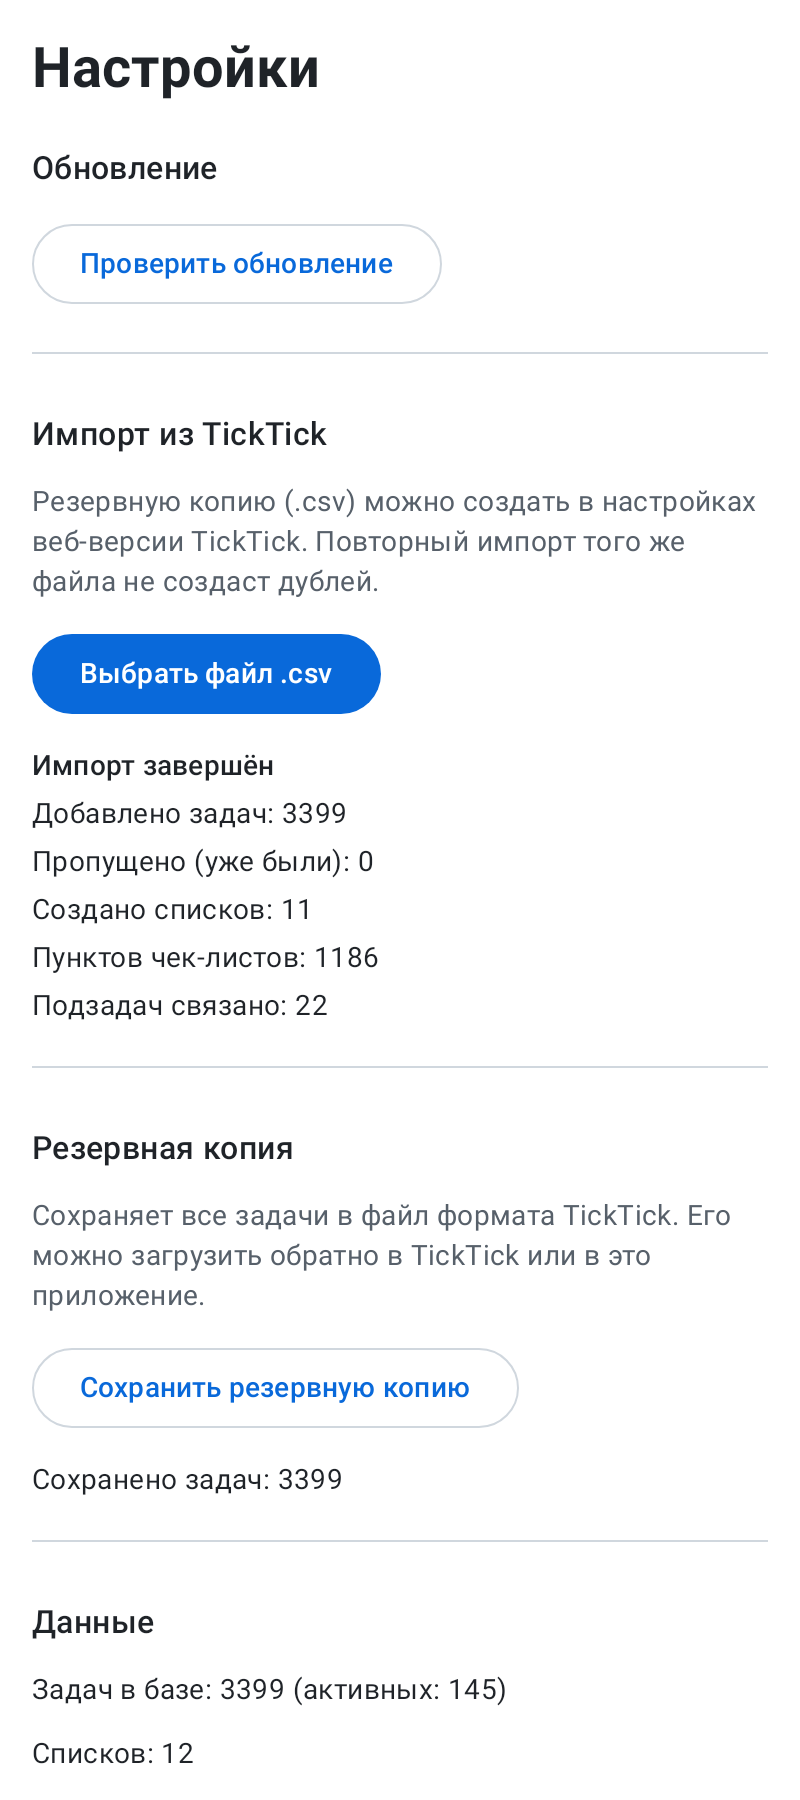 Настройки
Обновление
Проверить обновление
Импорт из TickTick
Резервную копию (.csv) можно создать в настройках
веб-версии TickTick. Повторный импорт того же
файла не создаст дублей.
Выбрать файл .csv
Импорт завершён
Добавлено задач: 3399
Пропущено (уже были): 0
Создано списков: 11
Пунктов чек-листов: 1186
Подзадач связано: 22
Резервная копия
Сохраняет все задачи в файл формата TickTick. Его
можно загрузить обратно в TickTick или в это
приложение.
Сохранить резервную копию
Сохранено задач: 3399
Данные
Задач в базе: 3399 (активных: 145)
Списков: 12